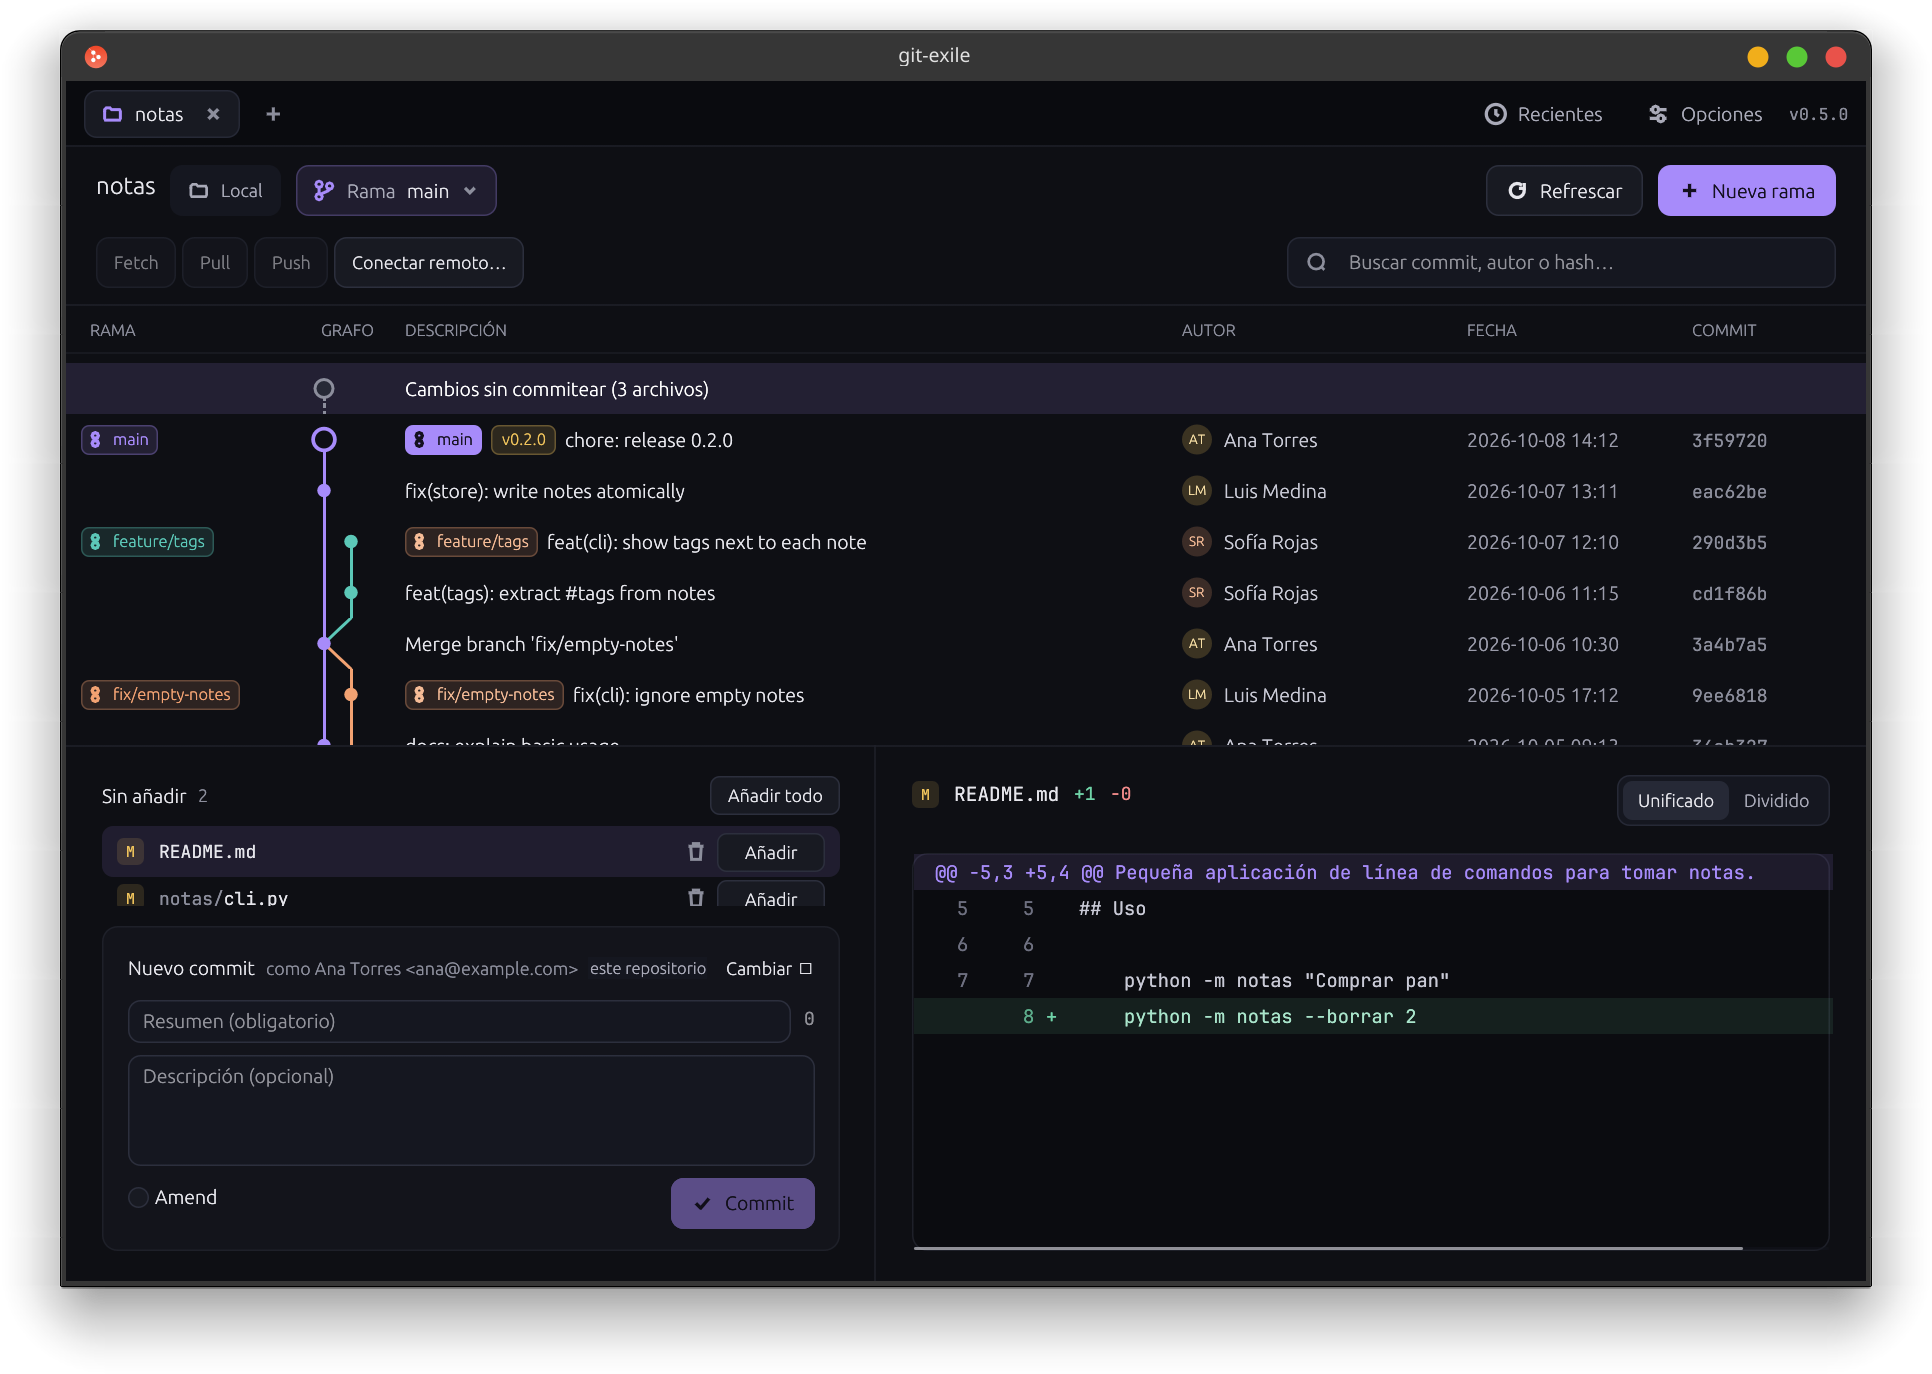 git-exile
notas
Recientes Opciones v0.5.0
notas Local Rama main Refrescar Nueva rama
Fetch Pull Push Conectar remoto... Buscar commit, autor o hash...
RAMA GRAFO DESCRIPCIÓN AUTOR FECHA COMMIT
Cambios sin commitear (3 archivos)
main main v0.2.0 chore: release 0.2.0 AT Ana Torres 2026-10-08 14:12 3f59720
fix(store): write notes atomically LM Luis Medina 2026-10-07 13:11 eac62be
feature/tags feature/tags feat(cli): show tags next to each note SR Sofía Rojas 2026-10-07 12:10 290d3b5
feat(tags): extract #tags from notes SR Sofía Rojas 2026-10-06 11:15 cd1f86b
Merge branch 'fix/empty-notes' AT Ana Torres 2026-10-06 10:30 3a4b7a5
fix/empty-notes fix/empty-notes fix(cli): ignore empty notes LM Luis Medina 2026-10-05 17:12 9ee6818
docs: explain basic usage AT Ana Torres
Sin añadir 2 Añadir todo
M README.md Añadir
M notas/cli.py Añadir
Nuevo commit como Ana Torres <ana@example.com> este repositorio Cambiar
Resumen (obligatorio) 0
Descripción (opcional)
Amend Commit
M README.md +1 -0 Unificado Dividido
@@ -5,3 +5,4 @@ Pequeña aplicación de línea de comandos para tomar notas.
5 5 ## Uso
6 6
7 7 python -m notas "Comprar pan"
8 + python -m notas --borrar 2